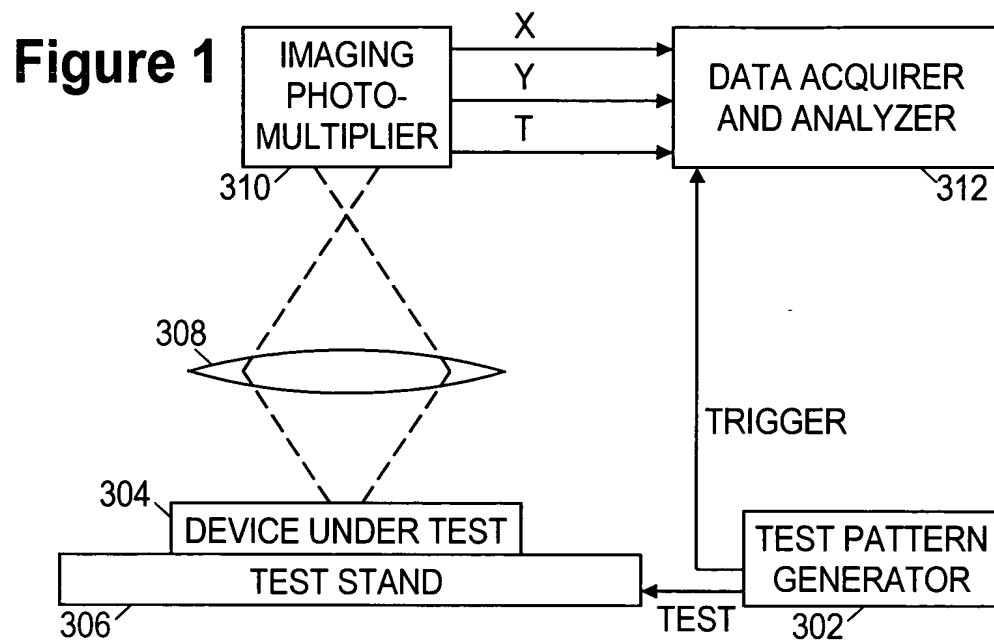 Figure 1
IMAGING
PHOTO-
MULTIPLIER
310
X
Y
T
DATA ACQUIRER
AND ANALYZER
312
308
TRIGGER
304
DEVICE UNDER TEST
TEST STAND
306
TEST
TEST PATTERN
GENERATOR
302